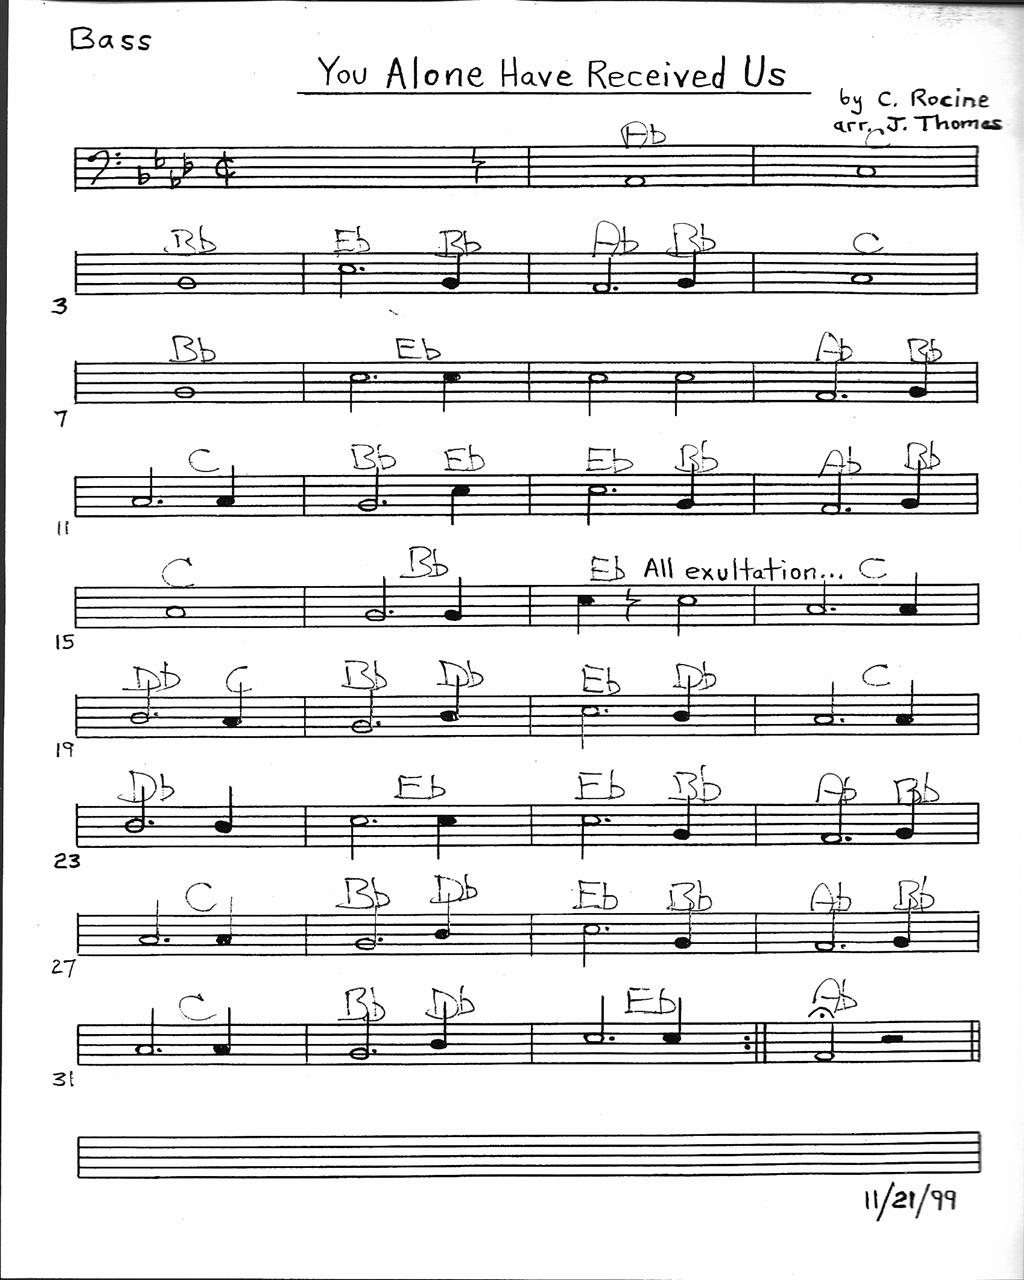 Bass
You Alone Have Received Us
by C. Rocine
arr. J. Thomas
Ab C
Bb Eb Bb Ab Bb C
3
Bb Eb Ab Bb
7
C Bb Eb Eb Bb Ab Bb
11
C Bb Eb All exultation... C
15
Db C Bb Db Eb Db C
19
Db Eb Eb Bb Ab Bb
23
C Bb Db Eb Bb Ab Bb
27
C Bb Db Eb Ab
31
11/21/99